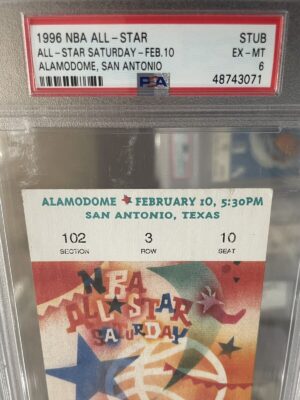 1996 NBA ALL-STAR STUB
ALL-STAR SATURDAY-FEB.10 EX-MT
ALAMODOME, SAN ANTONIO 6
PSA 48743071
ALAMODOME ★ FEBRUARY 10, 5:30PM
SAN ANTONIO, TEXAS
102 3 10
SECTION ROW SEAT
NBA
ALL★STAR
SATURDAY